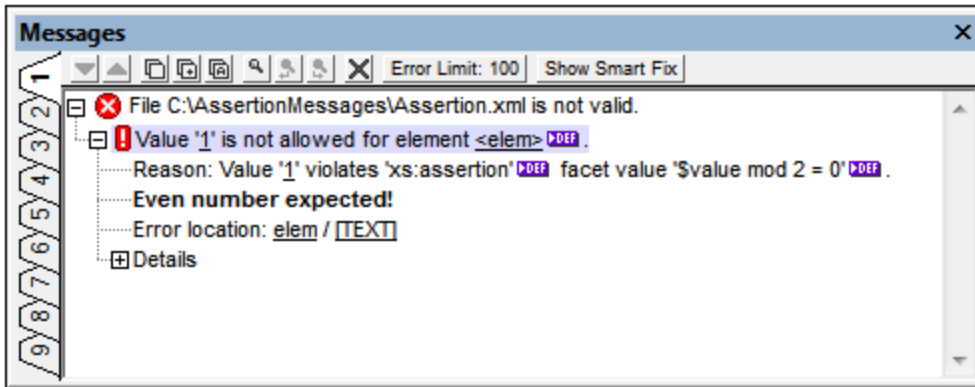 Messages
Error Limit: 100 Show Smart Fix
File C:\AssertionMessages\Assertion.xml is not valid.
Value '1' is not allowed for element <elem> DEF .
Reason: Value '1' violates 'xs:assertion' DEF facet value '$value mod 2 = 0' DEF .
Even number expected!
Error location: elem / [TEXT]
Details
1
2
3
4
5
6
7
8
9